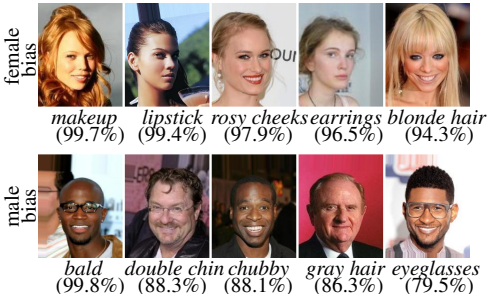 female bias
makeup lipstick rosy cheeks earrings blonde hair
(99.7%) (99.4%) (97.9%) (96.5%) (94.3%)
male bias
bald double chin chubby gray hair eyeglasses
(99.8%) (88.3%) (88.1%) (86.3%) (79.5%)